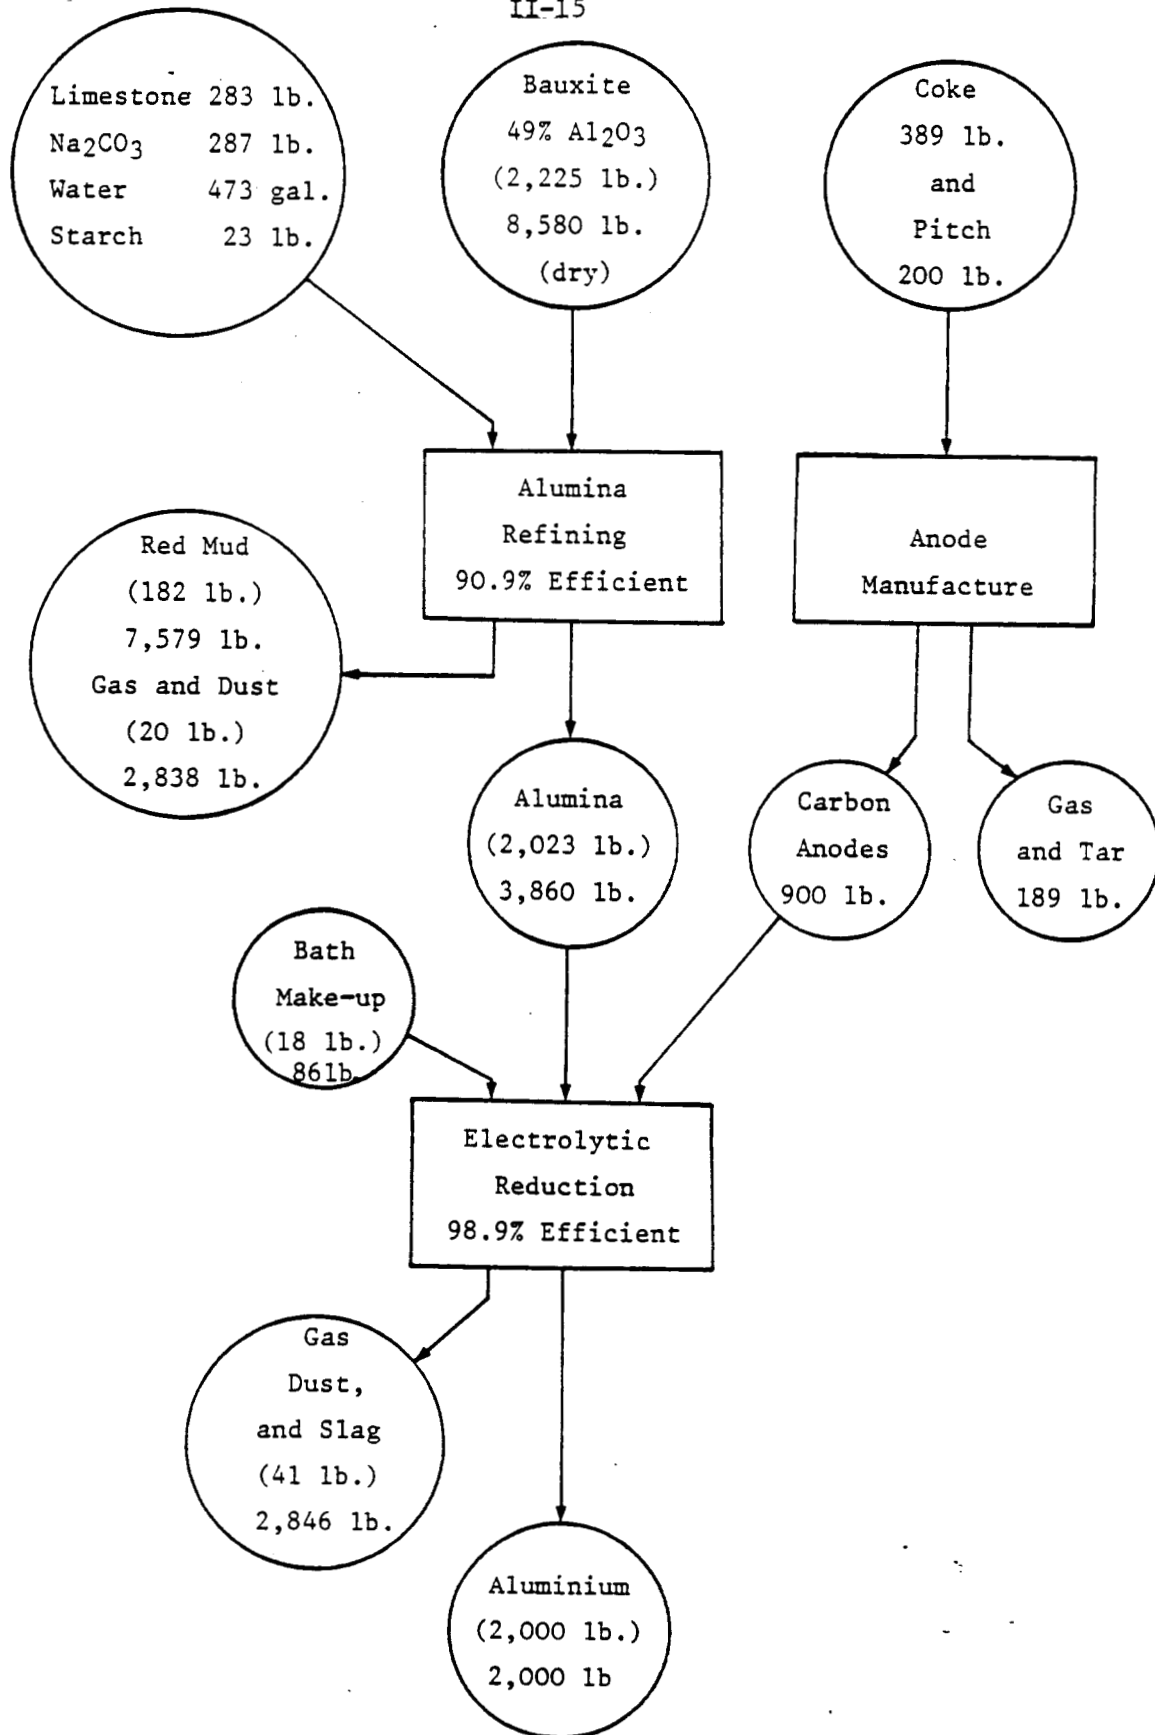 II-15
Limestone 283 lb.
Na2CO3 287 lb.
Water 473 gal.
Starch 23 lb.
Bauxite
49% Al2O3
(2,225 lb.)
8,580 lb.
(dry)
Coke
389 lb.
and
Pitch
200 lb.
Alumina
Refining
90.9% Efficient
Anode
Manufacture
Red Mud
(182 lb.)
7,579 lb.
Gas and Dust
(20 lb.)
2,838 lb.
Alumina
(2,023 lb.)
3,860 lb.
Carbon
Anodes
900 lb.
Gas
and Tar
189 lb.
Bath
Make-up
(18 lb.)
86lb.
Electrolytic
Reduction
98.9% Efficient
Gas
Dust,
and Slag
(41 lb.)
2,846 lb.
Aluminium
(2,000 lb.)
2,000 lb